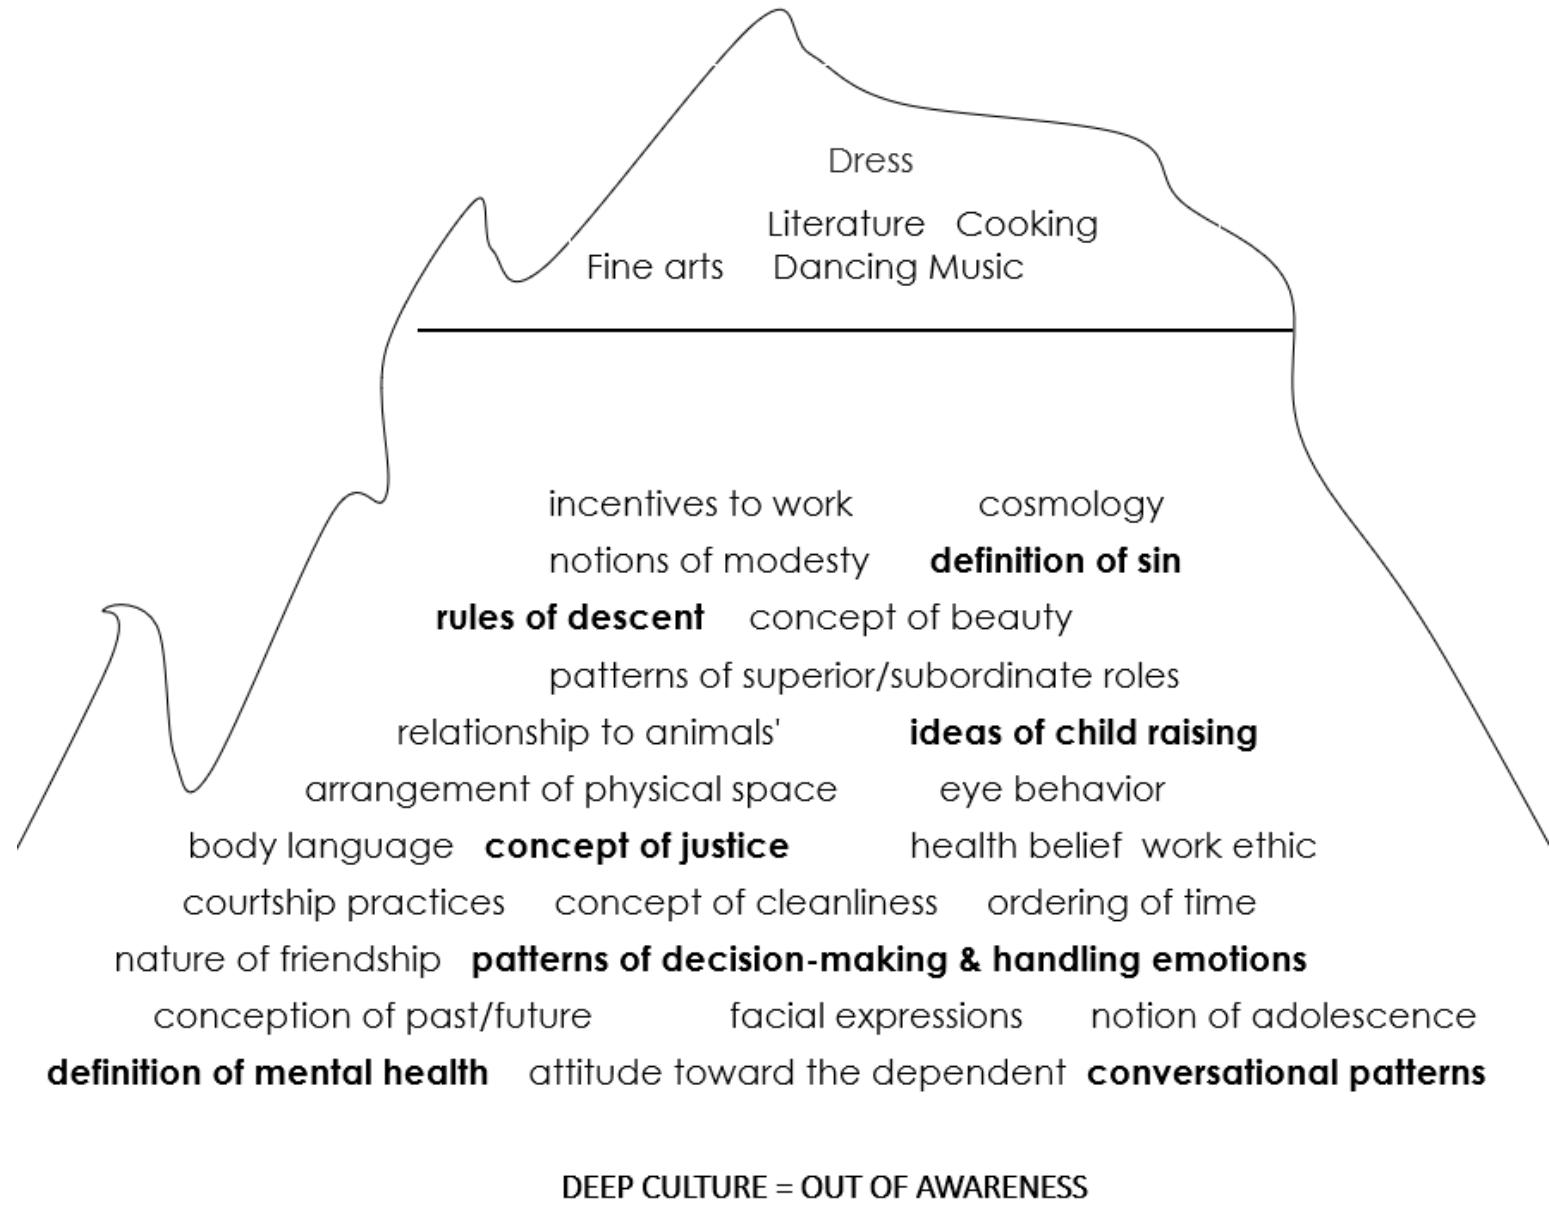 Dress
Literature Cooking
Fine arts Dancing Music
incentives to work cosmology
notions of modesty definition of sin
rules of descent concept of beauty
patterns of superior/subordinate roles
relationship to animals' ideas of child raising
arrangement of physical space eye behavior
body language concept of justice health belief work ethic
courtship practices concept of cleanliness ordering of time
nature of friendship patterns of decision-making & handling emotions
conception of past/future facial expressions notion of adolescence
definition of mental health attitude toward the dependent conversational patterns
DEEP CULTURE = OUT OF AWARENESS